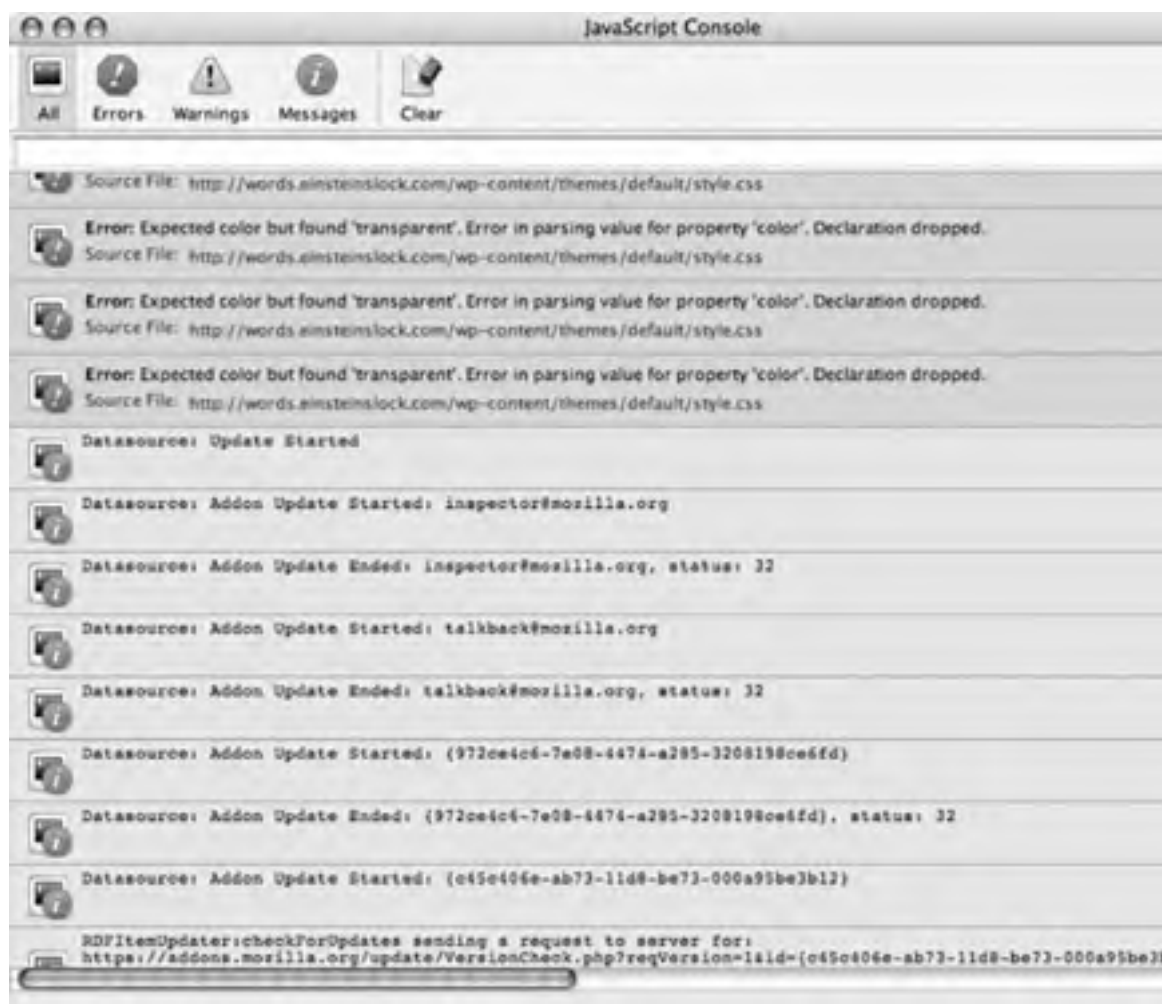 JavaScript Console
All Errors Warnings Messages Clear
Source File: http://words.einsteinslock.com/wp-content/themes/default/style.css
Error: Expected color but found 'transparent'. Error in parsing value for property 'color'. Declaration dropped.
Source File: http://words.einsteinslock.com/wp-content/themes/default/style.css
Error: Expected color but found 'transparent'. Error in parsing value for property 'color'. Declaration dropped.
Source File: http://words.einsteinslock.com/wp-content/themes/default/style.css
Error: Expected color but found 'transparent'. Error in parsing value for property 'color'. Declaration dropped.
Source File: http://words.einsteinslock.com/wp-content/themes/default/style.css
Datasource: Update Started
Datasource: Addon Update Started: inspector@mozilla.org
Datasource: Addon Update Ended: inspector@mozilla.org, status: 32
Datasource: Addon Update Started: talkback@mozilla.org
Datasource: Addon Update Ended: talkback@mozilla.org, status: 32
Datasource: Addon Update Started: {972ce4c6-7e08-4474-a285-3208198ce6fd}
Datasource: Addon Update Ended: {972ce4c6-7e08-4474-a285-3208198ce6fd}, status: 32
Datasource: Addon Update Started: {c45c406e-ab73-11d8-be73-000a95be3b12}
RDFItemUpdater:checkForUpdates sending a request to server for:
https://addons.mozilla.org/update/VersionCheck.php?reqVersion=1&id={c45c406e-ab73-11d8-be73-000a95be3b